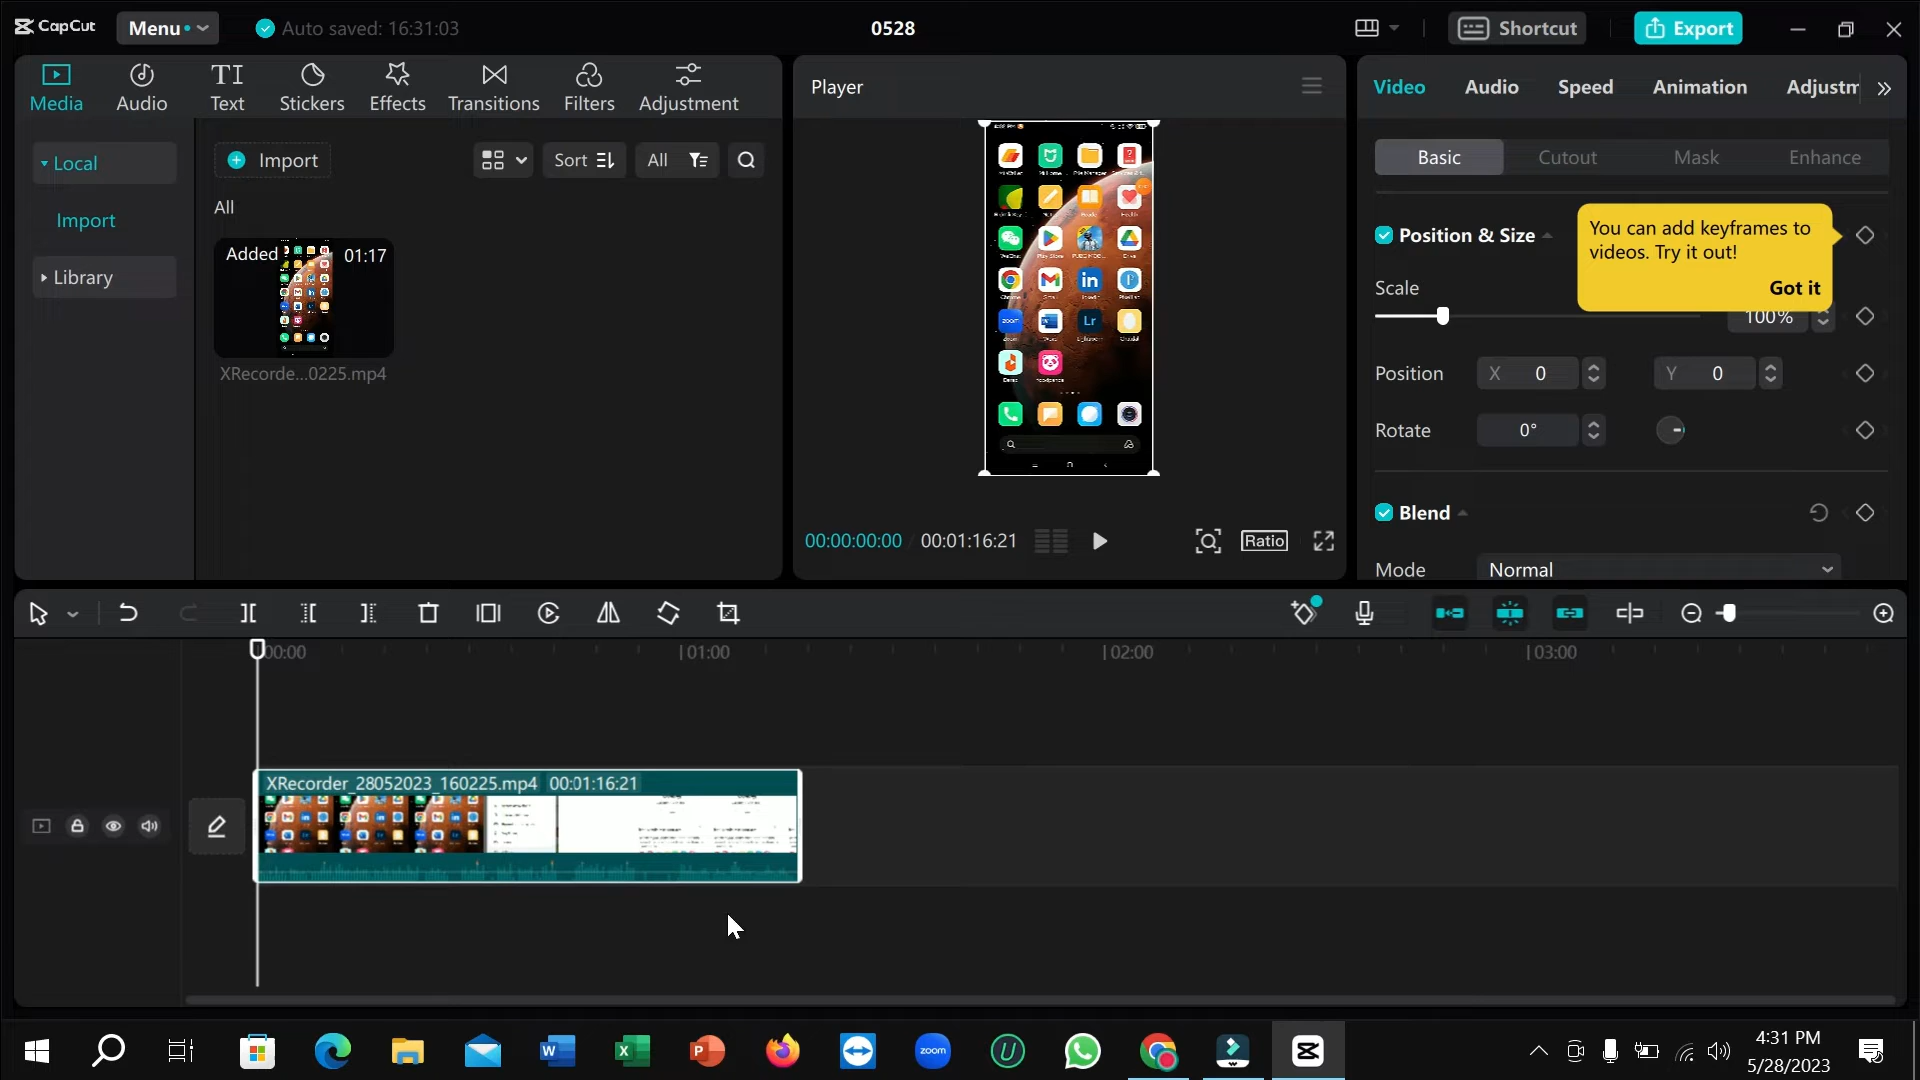 CapCut
Menu
Auto saved: 16:31:03
0528
Shortcut
Export
Media
Audio
Text
Stickers
Effects
Transitions
Filters
Adjustment
Local
Import
Library
Import
Sort
All
All
Added
01:17
XRecorde...0225.mp4
Player
00:00:00:00
00:01:16:21
Ratio
Video
Audio
Speed
Animation
Adjustm
Basic
Cutout
Mask
Enhance
Position & Size
You can add keyframes to
videos. Try it out!
Got it
Scale
100%
Position
X 0
Y 0
Rotate
0°
Blend
Mode
Normal
00:00
01:00
02:00
03:00
XRecorder_28052023_160225.mp4 00:01:16:21
zoom
4:31 PM
5/28/2023